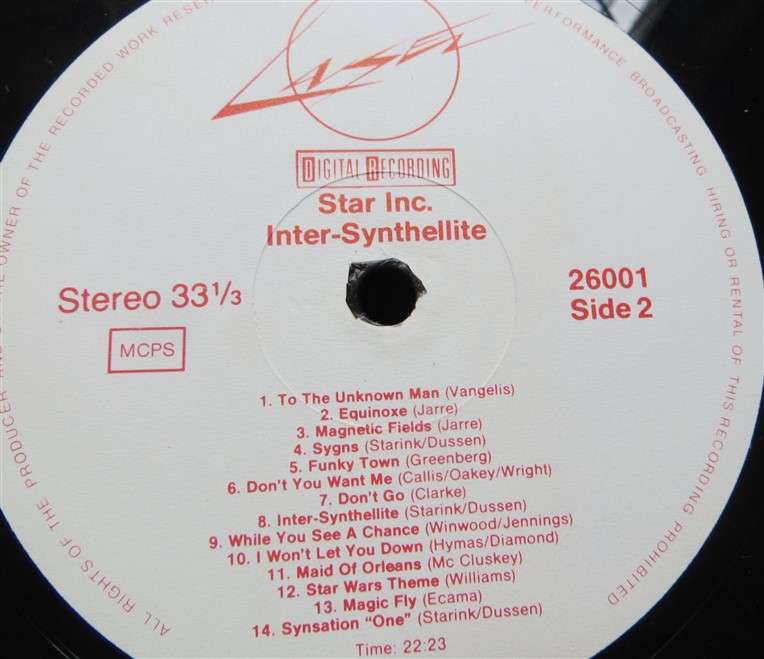 Laser
DIGITAL RECORDING
Star Inc.
Inter-Synthellite
Stereo 33⅓
MCPS
26001
Side 2
1. To The Unknown Man (Vangelis)
2. Equinoxe (Jarre)
3. Magnetic Fields (Jarre)
4. Sygns (Starink/Dussen)
5. Funky Town (Greenberg)
6. Don't You Want Me (Callis/Oakey/Wright)
7. Don't Go (Clarke)
8. Inter-Synthellite (Starink/Dussen)
9. While You See A Chance (Winwood/Jennings)
10. I Won't Let You Down (Hymas/Diamond)
11. Maid Of Orleans (Mc Cluskey)
12. Star Wars Theme (Williams)
13. Magic Fly (Ecama)
14. Synsation "One" (Starink/Dussen)
Time: 22:23
ALL RIGHTS OF THE PRODUCER AND OWNER OF THE RECORDED WORK
PERFORMANCE BROADCASTING HIRING OR RENTAL OF THIS RECORDING PROHIBITED